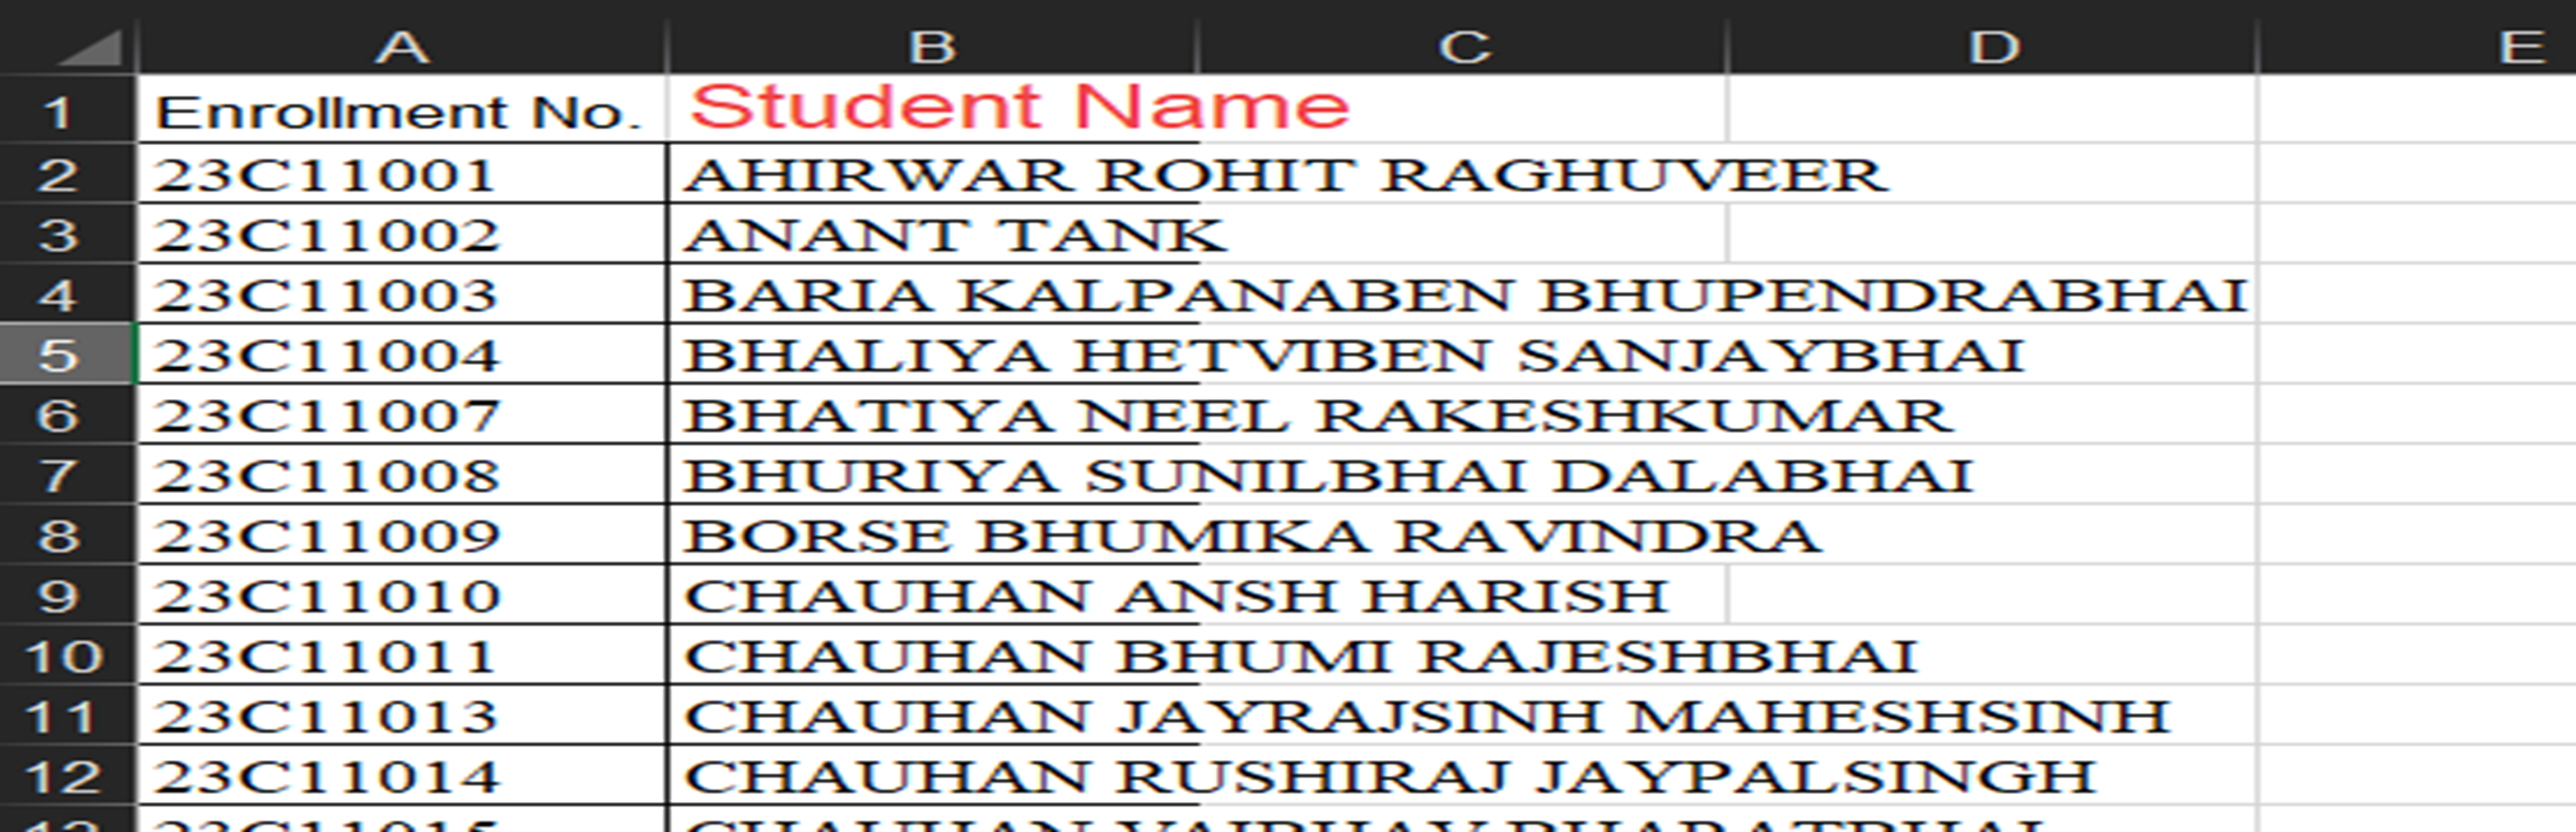 A B C D E
1 Enrollment No. Student Name
2 23C11001 AHIRWAR ROHIT RAGHUVEER
3 23C11002 ANANT TANK
4 23C11003 BARIA KALPANABEN BHUPENDRABHAI
5 23C11004 BHALIYA HETVIBEN SANJAYBHAI
6 23C11007 BHATIYA NEEL RAKESHKUMAR
7 23C11008 BHURIYA SUNILBHAI DALABHAI
8 23C11009 BORSE BHUMIKA RAVINDRA
9 23C11010 CHAUHAN ANSH HARISH
10 23C11011 CHAUHAN BHUMI RAJESHBHAI
11 23C11013 CHAUHAN JAYRAJSINH MAHESHSINH
12 23C11014 CHAUHAN RUSHIRAJ JAYPALSINGH